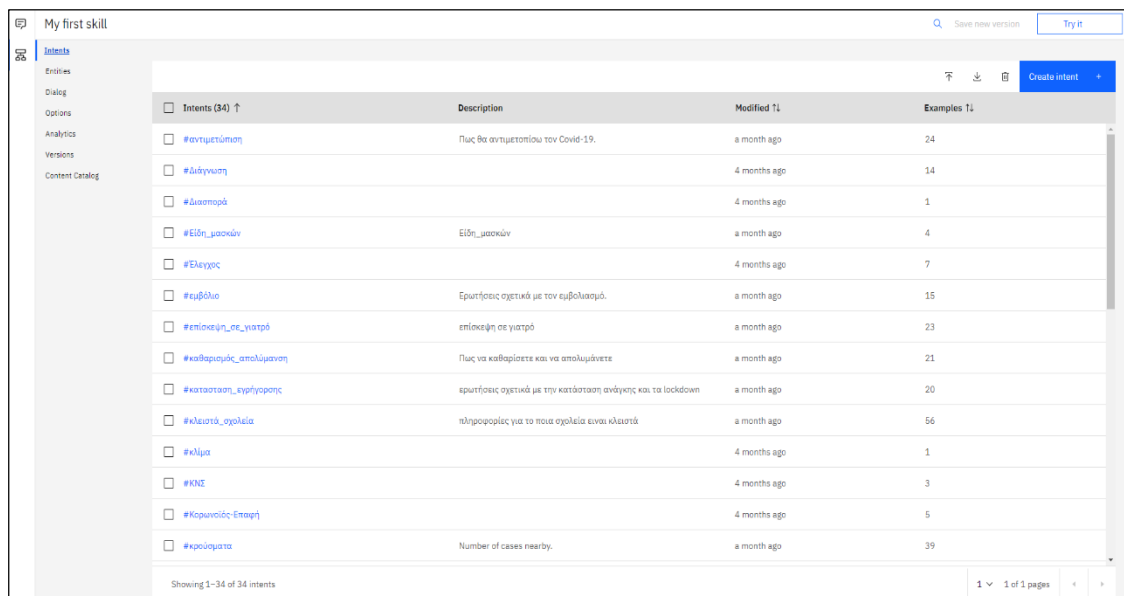 My first skill
Save new version
Try it
Intents
Entities
Dialog
Options
Analytics
Versions
Content Catalog
Create intent +
Intents (34) ↑ Description Modified ↑↓ Examples ↑↓
#αντιμετώπιση Πως θα αντιμετοπίσω τον Covid-19. a month ago 24
#Διάγνωση 4 months ago 14
#Διασπορά 4 months ago 1
#Είδη_μασκών Είδη_μασκών a month ago 4
#Έλεγχος 4 months ago 7
#εμβόλιο Ερωτήσεις σχετικά με τον εμβολιασμό. a month ago 15
#επίσκεψη_σε_γιατρό επίσκεψη σε γιατρό a month ago 23
#καθαρισμός_απολύμανση Πως να καθαρίσετε και να απολυμάνετε a month ago 21
#κατασταση_εγρήγορσης ερωτήσεις σχετικά με την κατάσταση ανάγκης και τα lockdown a month ago 20
#κλειστά_σχολεία πληροφορίες για το ποια σχολεία ειναι κλειστά a month ago 56
#κλίμα 4 months ago 1
#ΚΝΣ 4 months ago 3
#Κορωνοϊός-Επαφή 4 months ago 5
#κρούσματα Number of cases nearby. a month ago 39
Showing 1–34 of 34 intents 1 1 of 1 pages